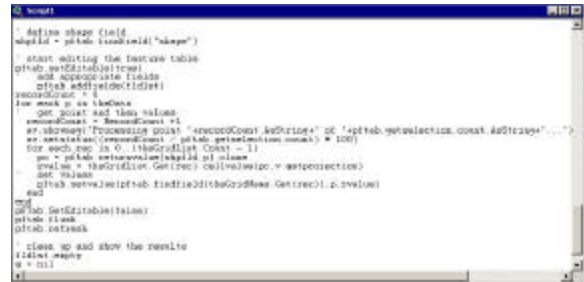 Script1
' define shape field
shpfld = pftab.findfield("shape")
' start editing the feature table
pftab.setEditable(true)
' add appropriate fields
pftab.addfields(fldlst)
recordCount = 0
for each p in theData
' get point and then values
recordCount = RecordCount +1
av.showmsg("Processing point "+recordCount.AsString+" of "+pftab.getselection.count.AsString+"...")
av.setstatus((recordCount / pftab.getselection.count) * 100)
for each rec in 0..(theGridlist.Count - 1)
pc = pftab.returnvalue(shpfld,p).clone
rvalue = theGridList.Get(rec).cellvalue(pc,v.getprojection)
' set values
pftab.setvalue(pftab.findfield(theGridName.Get(rec)),p,rvalue)
end
end
pftab.SetEditable(false)
pftab.flush
pftab.refresh
' clean up and show the results
fldlst.empty
= nil